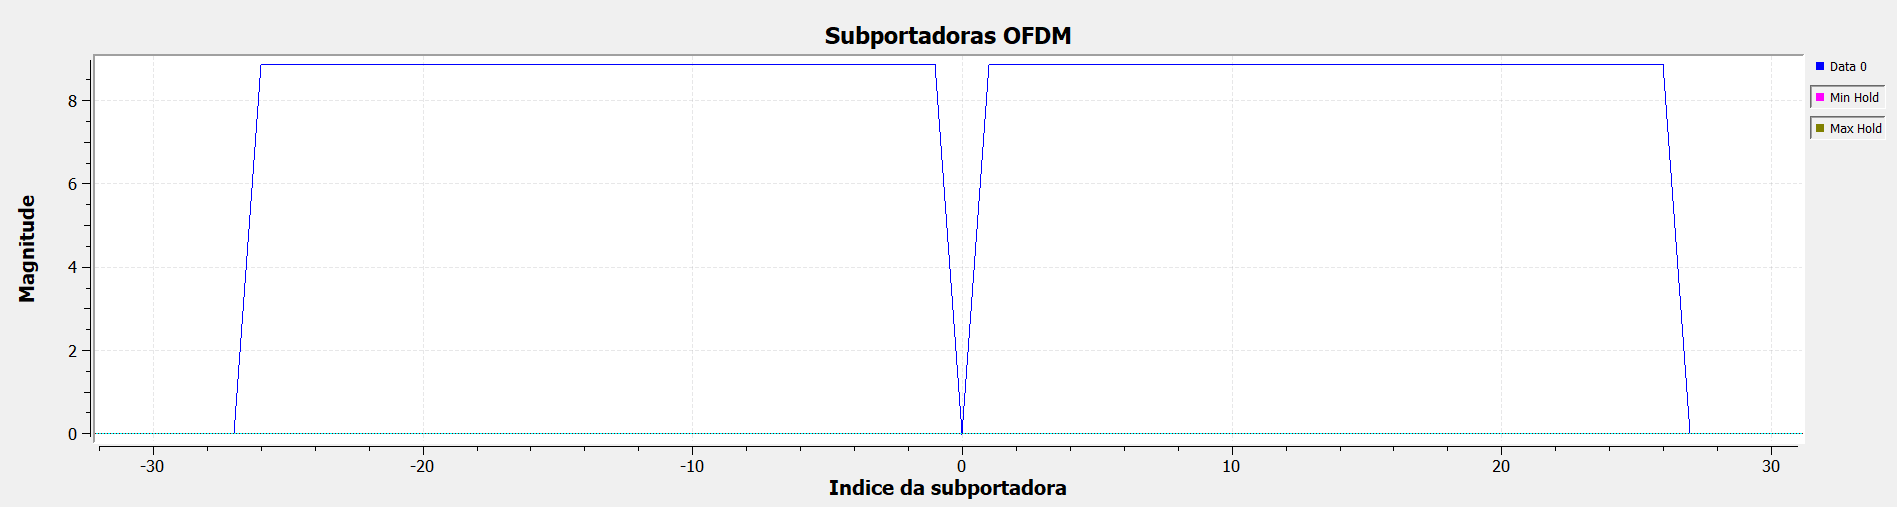 Subportadoras OFDM
Data 0
Min Hold
Max Hold
Magnitude
8
6
4
2
0
-30 -20 -10 0 10 20 30
Indice da subportadora